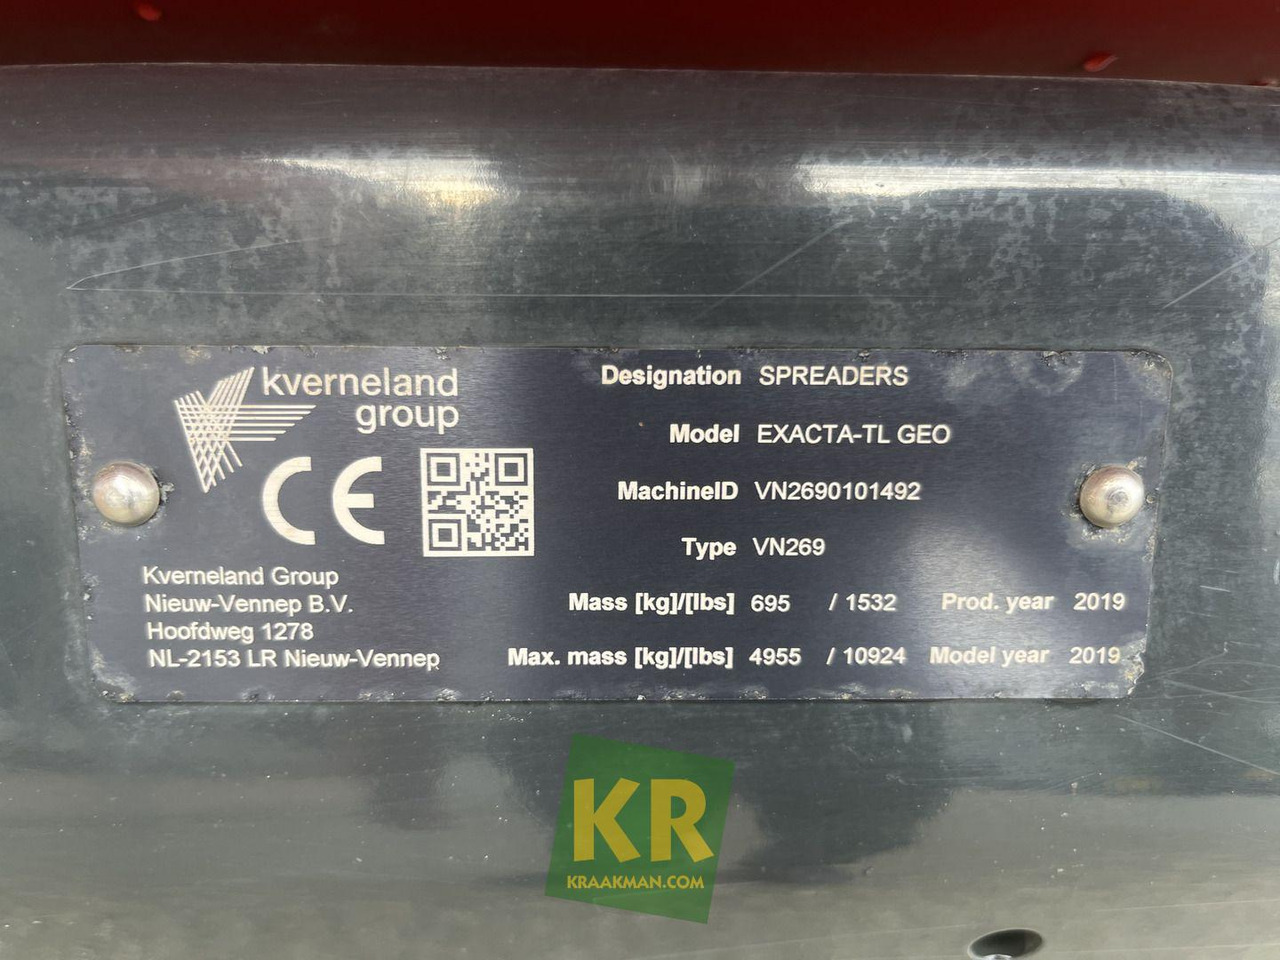 kverneland
group
CE
Kverneland Group
Nieuw-Vennep B.V.
Hoofdweg 1278
NL-2153 LR Nieuw-Vennep
Designation SPREADERS
Model EXACTA-TL GEO
MachineID VN2690101492
Type VN269
Mass [kg]/[lbs] 695 / 1532 Prod. year 2019
Max. mass [kg]/[lbs] 4955 / 10924 Model year 2019
KR
KRAAKMAN.COM